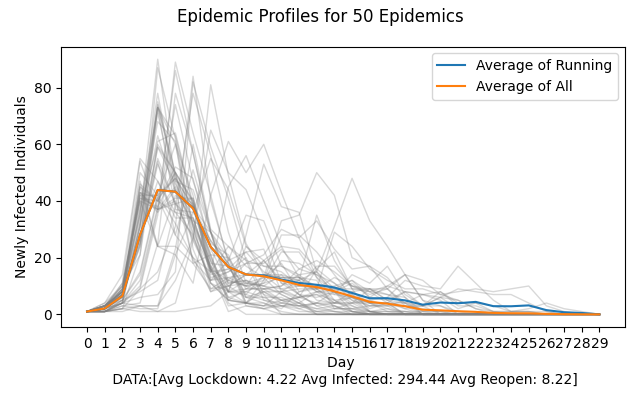 Epidemic Profiles for 50 Epidemics
Average of Running
Average of All
Newly Infected Individuals
80
60
40
20
0
0 1 2 3 4 5 6 7 8 9 10 11 12 13 14 15 16 17 18 19 20 21 22 23 24 25 26 27 28 29
Day
DATA:[Avg Lockdown: 4.22 Avg Infected: 294.44 Avg Reopen: 8.22]